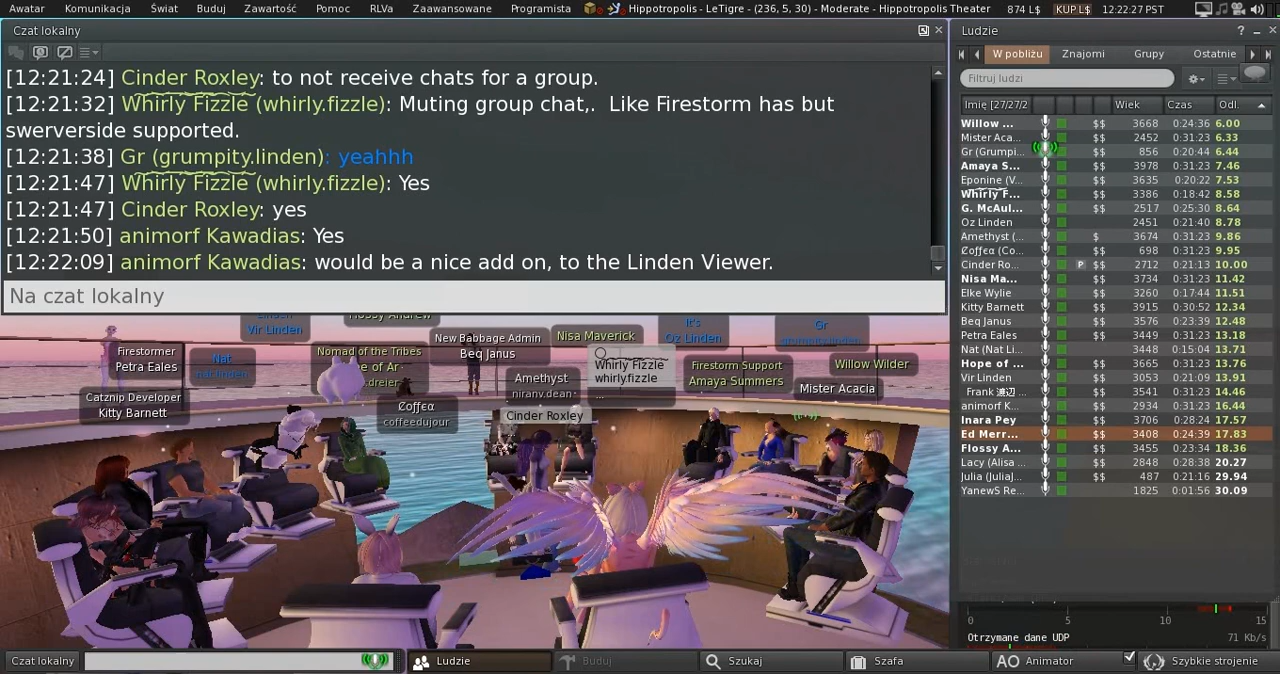 Awatar Komunikacja Świat Buduj Zawartość Pomoc RLVa Zaawansowane Programista Hippotropolis - LeTigre - (236, 5, 30) - Moderate - Hippotropolis Theater 874 L$ KUP L$ 12:22:27 PST
Czat lokalny
[12:21:24] Cinder Roxley: to not receive chats for a group.
[12:21:32] Whirly Fizzle (whirly.fizzle): Muting group chat,. Like Firestorm has but
swerverside supported.
[12:21:38] Gr (grumpity.linden): yeahhh
[12:21:47] Whirly Fizzle (whirly.fizzle): Yes
[12:21:47] Cinder Roxley: yes
[12:21:50] animorf Kawadias: Yes
[12:22:09] animorf Kawadias: would be a nice add on, to the Linden Viewer.
Na czat lokalny
Vir Linden
Flossy Andrew
New Babbage Admin
Beq Janus
Nisa Maverick
It's
Oz Linden
Gr
grumpity.linden
Firestormer
Petra Eales
Nat
nat.linden
Nomad of the Tribes
e of Ar
.dreier
Amethyst
Whirly Fizzle
whirly.fizzle
...
Firestorm Support
Amaya Summers
Willow Wilder
Mister Acacia
Catznip Developer
Kitty Barnett
Coffєα
coffeedujour
Cinder Roxley
Ludzie
W pobliżu Znajomi Grupy Ostatnie
Filtruj ludzi
Imię [27/27/2 Wiek Czas Odl.
Willow ... $$ 3668 0:24:36 6.00
Mister Aca... $$ 2452 0:31:23 6.33
Gr (Grumpi... $$ 856 0:20:44 6.44
Amaya S... $$ 3978 0:31:23 7.46
Eponine (V... $$ 3635 0:20:22 7.53
Whirly F... $$ 3386 0:18:42 8.58
G. McAul... $$ 2517 0:25:30 8.64
Oz Linden 2451 0:21:40 8.78
Amethyst (... $ 3674 0:31:23 9.86
Coffєα (Co... $$ 698 0:31:23 9.95
Cinder Ro... P $$ 2712 0:21:13 10.00
Nisa Ma... $$ 3734 0:31:23 11.42
Elke Wylie $$ 3260 0:17:44 11.51
Kitty Barnett $$ 3915 0:30:52 12.34
Beq Janus $$ 3576 0:23:39 12.48
Petra Eales $$ 3449 0:31:23 13.18
Nat (Nat Li... 3448 0:15:04 13.71
Hope of ... $$ 3665 0:31:23 13.76
Vir Linden $$ 3053 0:21:09 13.91
Frank 渡辺 $$ 3541 0:31:23 14.46
animorf K... $$ 2934 0:31:23 16.44
Inara Pey $$ 3706 0:28:24 17.57
Ed Merr... $$ 3408 0:24:39 17.83
Flossy A... $$ 3455 0:23:34 18.36
Lacy (Alisa ... $$ 2848 0:28:38 20.27
Julia (Juliaj... $$ 487 0:21:16 29.94
YanewS Re... 1825 0:01:56 30.09
0 5 10 15
Otrzymane dane UDP 71 Kb/s
Czat lokalny Ludzie Buduj Szukaj Szafa AO Animator Szybkie strojenie